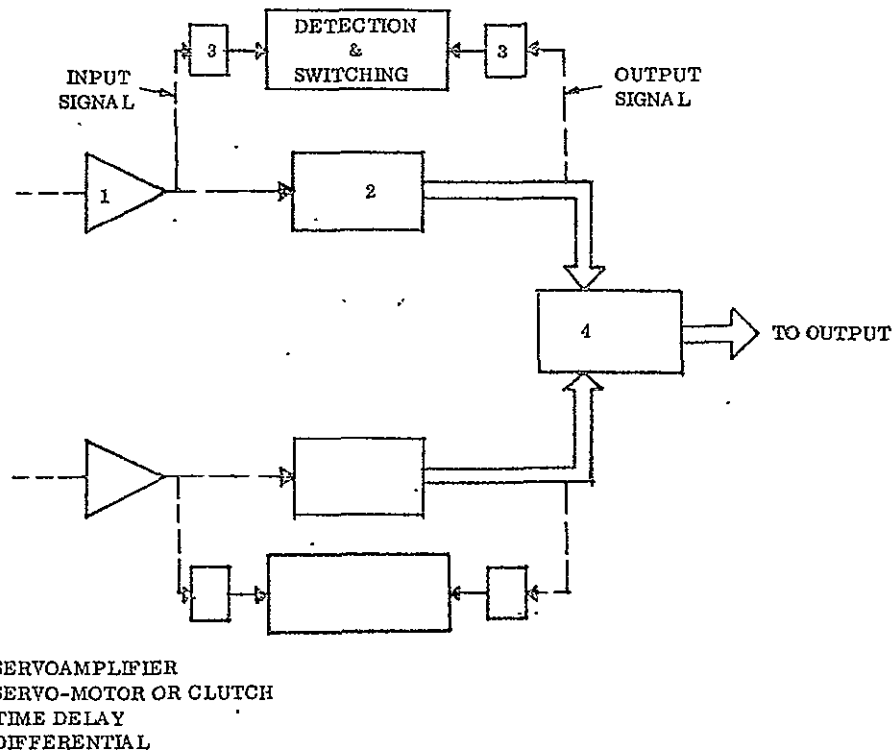 DETECTION
&
SWITCHING
3
3
INPUT
SIGNAL
OUTPUT
SIGNAL
1
2
4
TO OUTPUT
SERVOAMPLIFIER
SERVO-MOTOR OR CLUTCH
TIME DELAY
DIFFERENTIAL